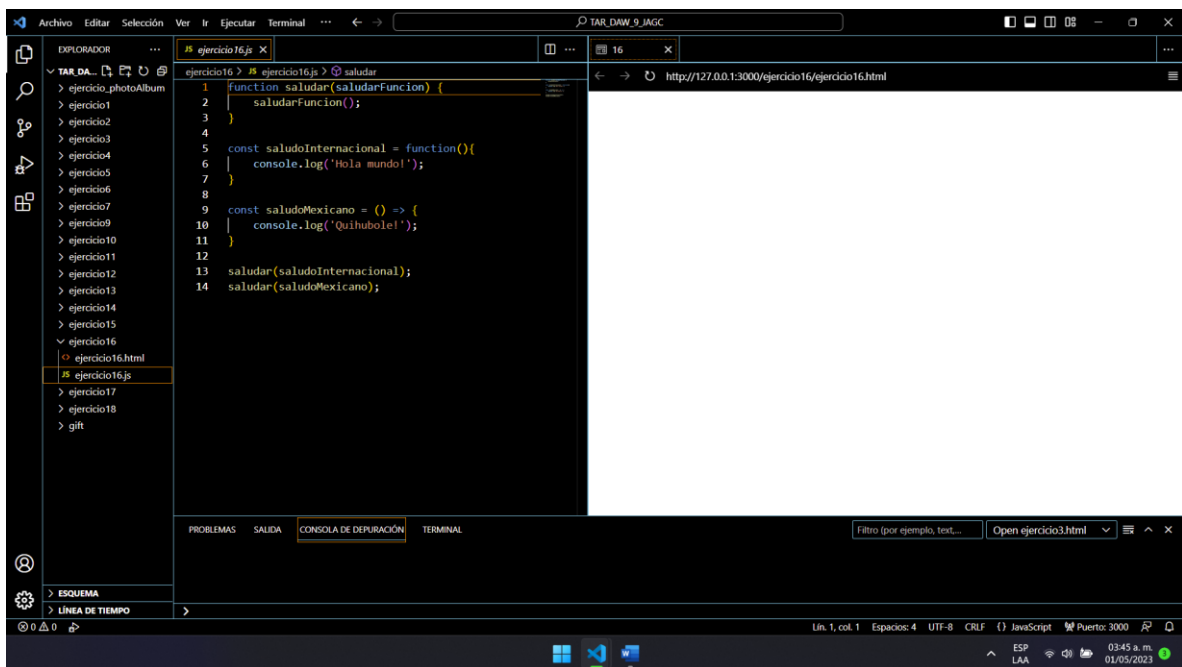 Archivo Editar Selección Ver Ir Ejecutar Terminal ··· TAR_DAW_9_JAGC
EXPLORADOR ···
TAR_DA...
> ejercicio_photoAlbum
> ejercicio1
> ejercicio2
> ejercicio3
> ejercicio4
> ejercicio5
> ejercicio6
> ejercicio7
> ejercicio9
> ejercicio10
> ejercicio11
> ejercicio12
> ejercicio13
> ejercicio14
> ejercicio15
ejercicio16
<> ejercicio16.html
JS ejercicio16.js
> ejercicio17
> ejercicio18
> gift
> ESQUEMA
> LÍNEA DE TIEMPO
JS ejercicio16.js
ejercicio16 > JS ejercicio16.js > saludar
1 function saludar(saludarFuncion) {
2 saludarFuncion();
3 }
4
5 const saludoInternacional = function(){
6 console.log('Hola mundo!');
7 }
8
9 const saludoMexicano = () => {
10 console.log('Quihubole!');
11 }
12
13 saludar(saludoInternacional);
14 saludar(saludoMexicano);
16
http://127.0.0.1:3000/ejercicio16/ejercicio16.html
PROBLEMAS SALIDA CONSOLA DE DEPURACIÓN TERMINAL
Filtro (por ejemplo, text,... Open ejercicio3.html
>
0 0 Lín. 1, col. 1 Espacios: 4 UTF-8 CRLF {} JavaScript Puerto: 3000
W
ESP
LAA
03:45 a. m.
01/05/2023
3